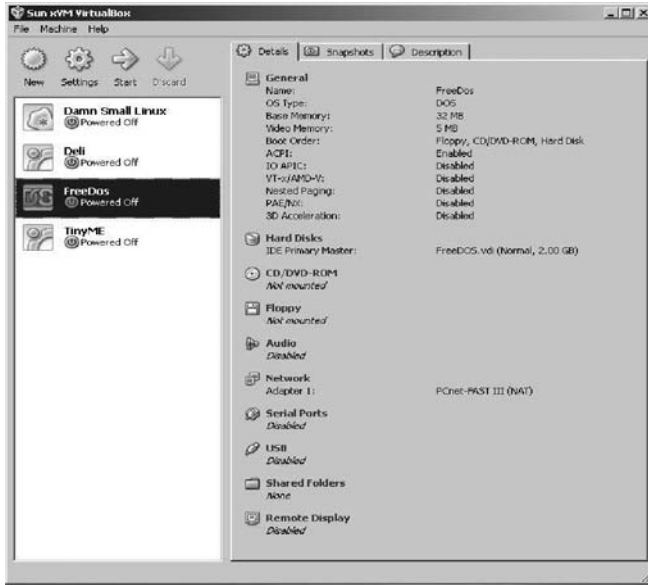 Sun xVM VirtualBox
File Machine Help
New Settings Start Discard
Damn Small Linux
Powered Off
Deli
Powered Off
FreeDos
Powered Off
TinyME
Powered Off
Details Snapshots Description
General
Name: FreeDos
OS Type: DOS
Base Memory: 32 MB
Video Memory: 5 MB
Boot Order: Floppy, CD/DVD-ROM, Hard Disk
ACPI: Enabled
IO APIC: Disabled
VT-x/AMD-V: Disabled
Nested Paging: Disabled
PAE/NX: Disabled
3D Acceleration: Disabled
Hard Disks
IDE Primary Master: FreeDOS.vdi (Normal, 2.00 GB)
CD/DVD-ROM
Not mounted
Floppy
Not mounted
Audio
Disabled
Network
Adapter 1: PCnet-FAST III (NAT)
Serial Ports
Disabled
USB
Disabled
Shared Folders
None
Remote Display
Disabled